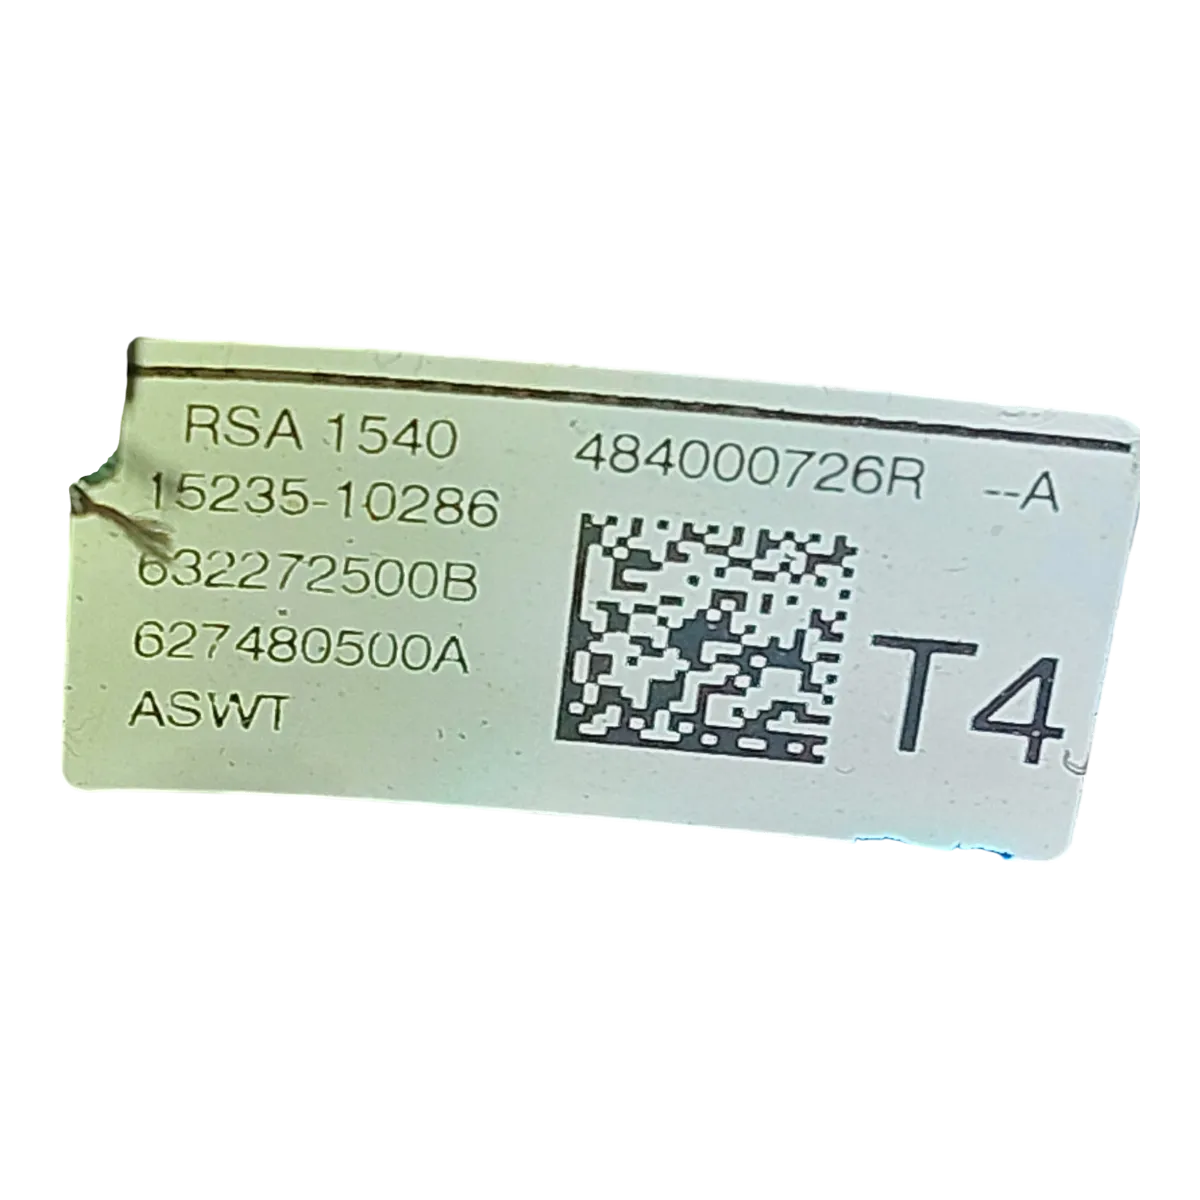 RSA 1540
15235-10286
632272500B
627480500A
ASWT
484000726R --A
T4